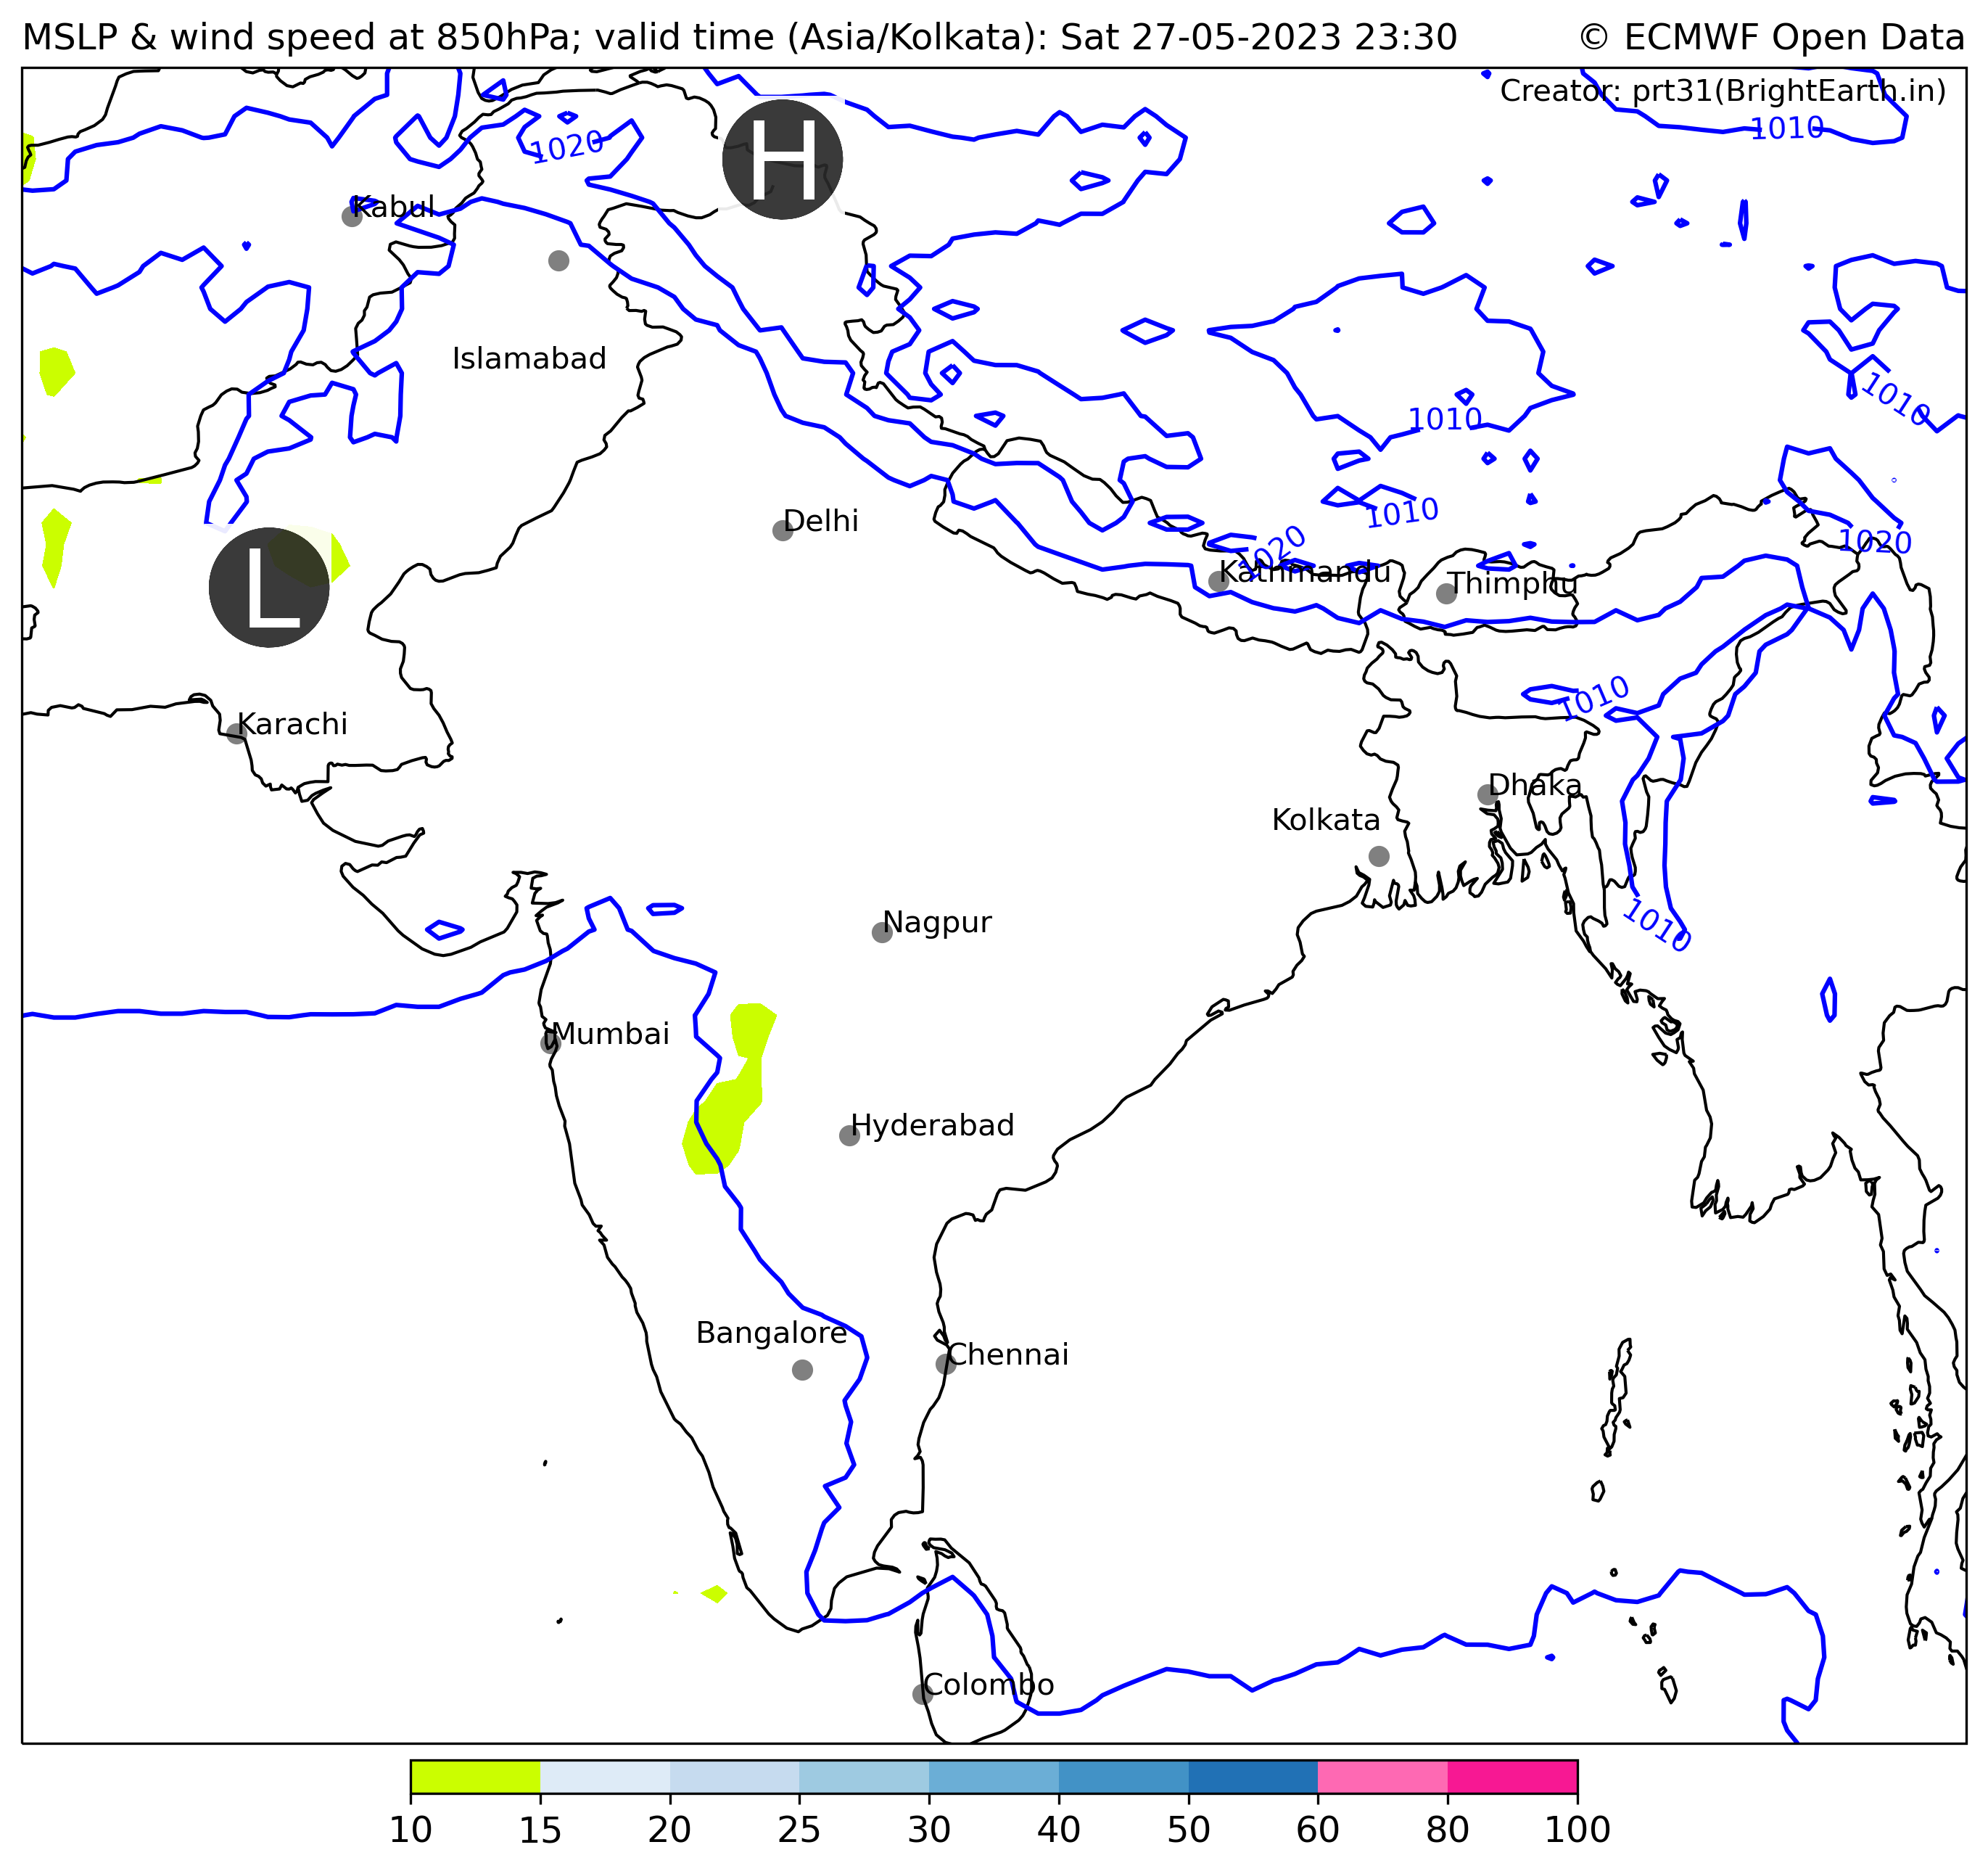 MSLP & wind speed at 850hPa; valid time (Asia/Kolkata): Sat 27-05-2023 23:30
© ECMWF Open Data
Creator: prt31(BrightEarth.in)
1010
H
1020
Kabul
Islamabad
1010
1010
1010
Delhi
1020
1020
Kathmandu
Thimphu
L
1010
Karachi
Dhaka
Kolkata
1010
Nagpur
Mumbai
Hyderabad
Bangalore
Chennai
Colombo
10 15 20 25 30 40 50 60 80 100